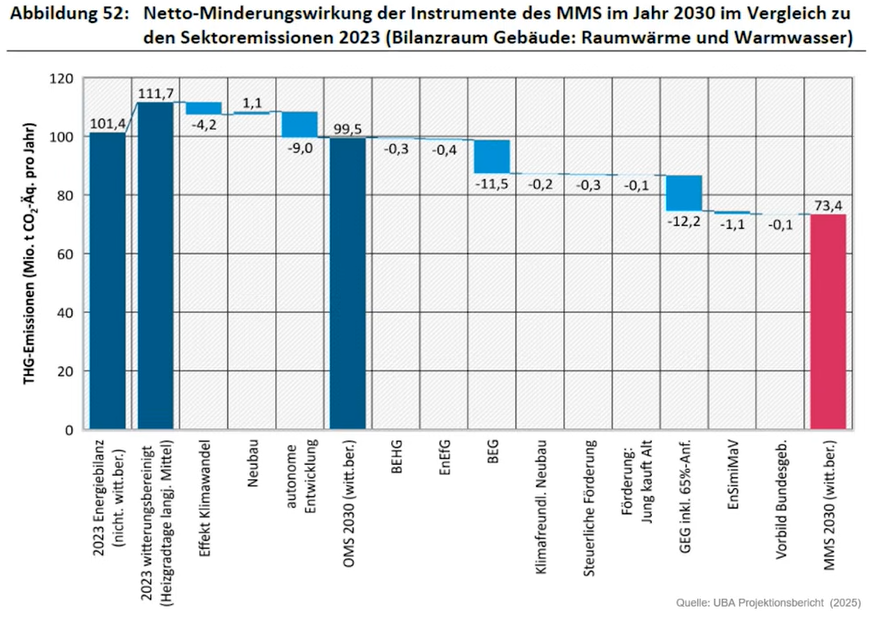 Abbildung 52: Netto-Minderungswirkung der Instrumente des MMS im Jahr 2030 im Vergleich zu
den Sektoremissionen 2023 (Bilanzraum Gebäude: Raumwärme und Warmwasser)
THG-Emissionen (Mio. t CO₂-Äq. pro Jahr)
120
100
80
60
40
20
0
101,4
111,7
-4,2
1,1
-9,0
99,5
-0,3
-0,4
-11,5
-0,2
-0,3
-0,1
-12,2
-1,1
-0,1
73,4
2023 Energiebilanz
(nicht. witt.ber.)
2023 witterungsbereinigt
(Heizgradtage langj. Mittel)
Effekt Klimawandel
Neubau
autonome
Entwicklung
OMS 2030 (witt.ber.)
BEHG
EnEfG
BEG
Klimafreundl. Neubau
Steuerliche Förderung
Förderung:
Jung kauft Alt
GEG inkl. 65%-Anf.
EnSimiMaV
Vorbild Bundesgeb.
MMS 2030 (witt.ber.)
Quelle: UBA Projektionsbericht (2025)